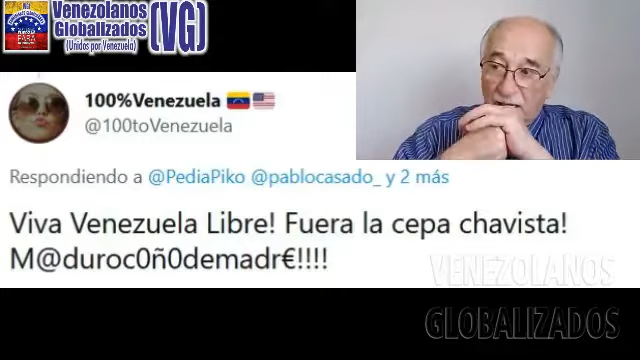 Venezolanos
Globalizados
(Unidos por Venezuela)
(VG)
100%Venezuela
@100toVenezuela
Respondiendo a @PediaPiko @pablocasado_ y 2 más
Viva Venezuela Libre! Fuera la cepa chavista!
M@duroc0ñ0demadr€!!!!
VENEZOLANOS
GLOBALIZADOS